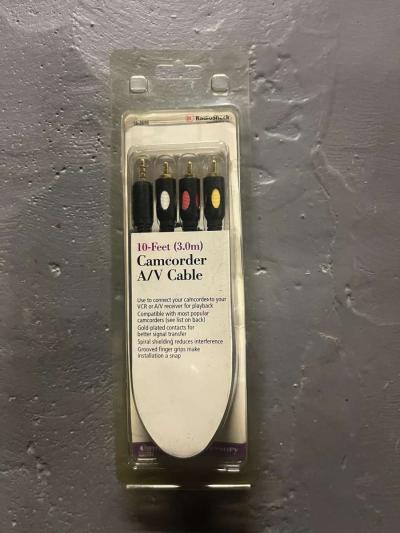 RadioShack
10-Feet (3.0m)
Camcorder
A/V Cable
Use to connect your camcorder to your
VCR or A/V receiver for playback
Compatible with most popular
camcorders (see list on back)
Gold-plated contacts for
better signal transfer
Spiral shielding reduces interference
Grooved finger grips make
installation a snap